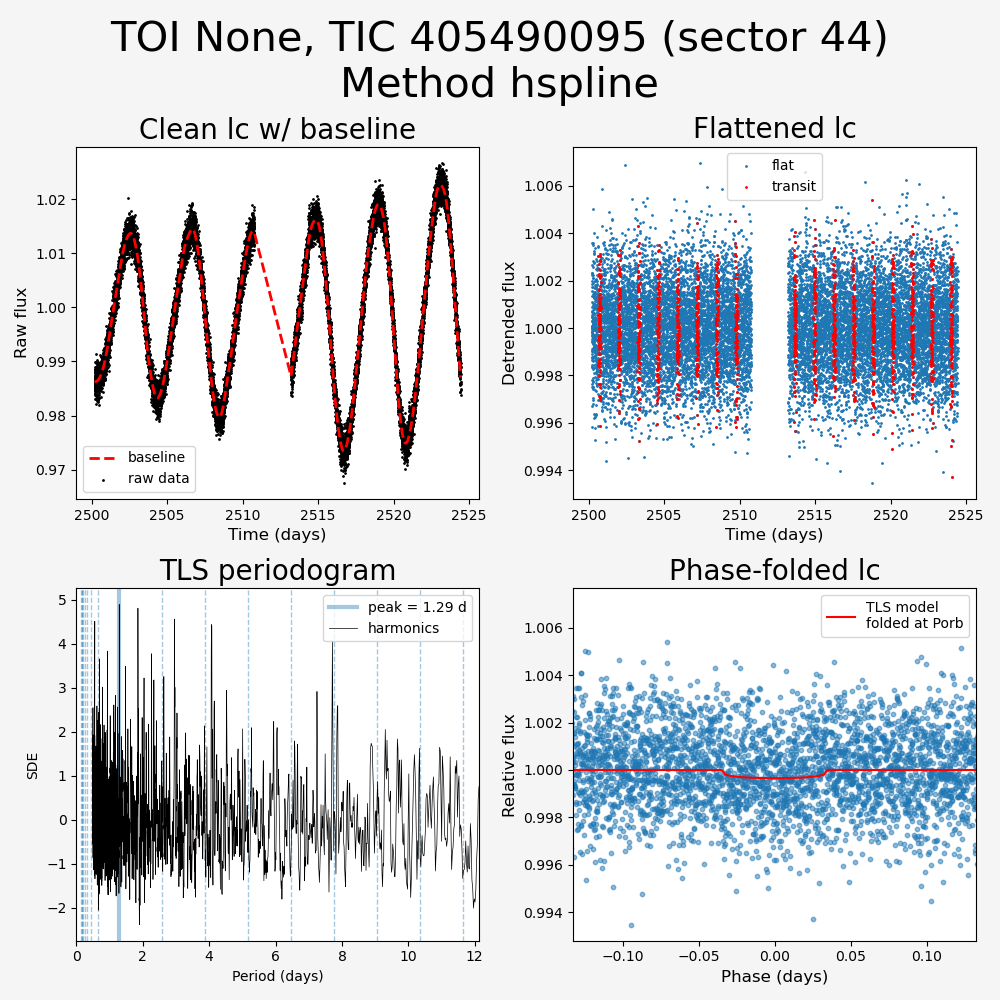 TOI None, TIC 405490095 (sector 44)
Method hspline
Clean lc w/ baseline
Raw flux
1.02
1.01
1.00
0.99
0.98
0.97
baseline
raw data
2500
2505
2510
2515
2520
2525
Time (days)
Flattened lc
Detrended flux
1.006
1.004
1.002
1.000
0.998
0.996
0.994
flat
transit
2500
2505
2510
2515
2520
2525
Time (days)
TLS periodogram
SDE
5
4
3
2
1
0
−1
−2
peak = 1.29 d
harmonics
0
2
4
6
8
10
12
Period (days)
Phase-folded lc
Relative flux
1.006
1.004
1.002
1.000
0.998
0.996
0.994
TLS model
folded at Porb
−0.10
−0.05
0.00
0.05
0.10
Phase (days)